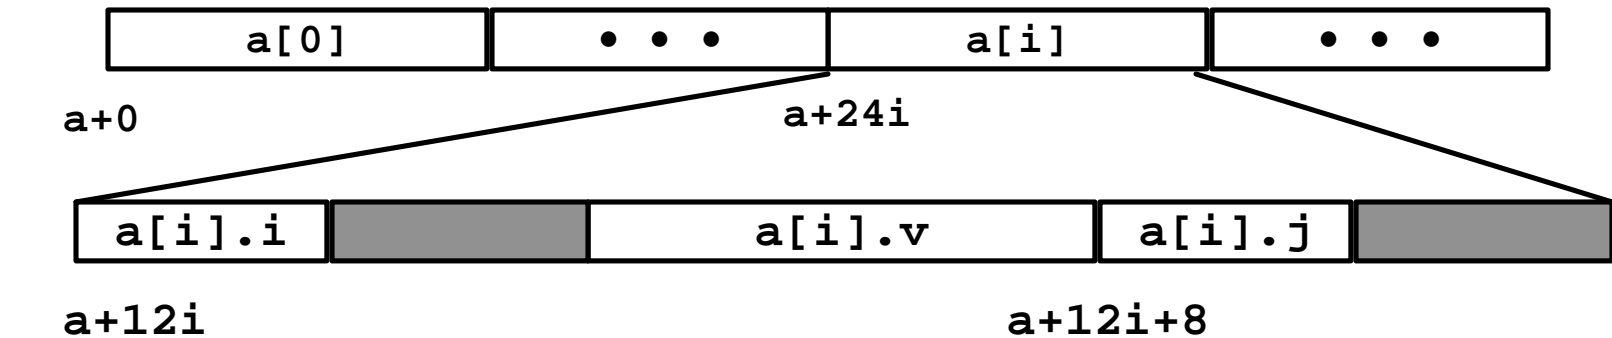 a[0] • • • a[i] • • •
a+0 a+24i
a[i].i a[i].v a[i].j
a+12i a+12i+8